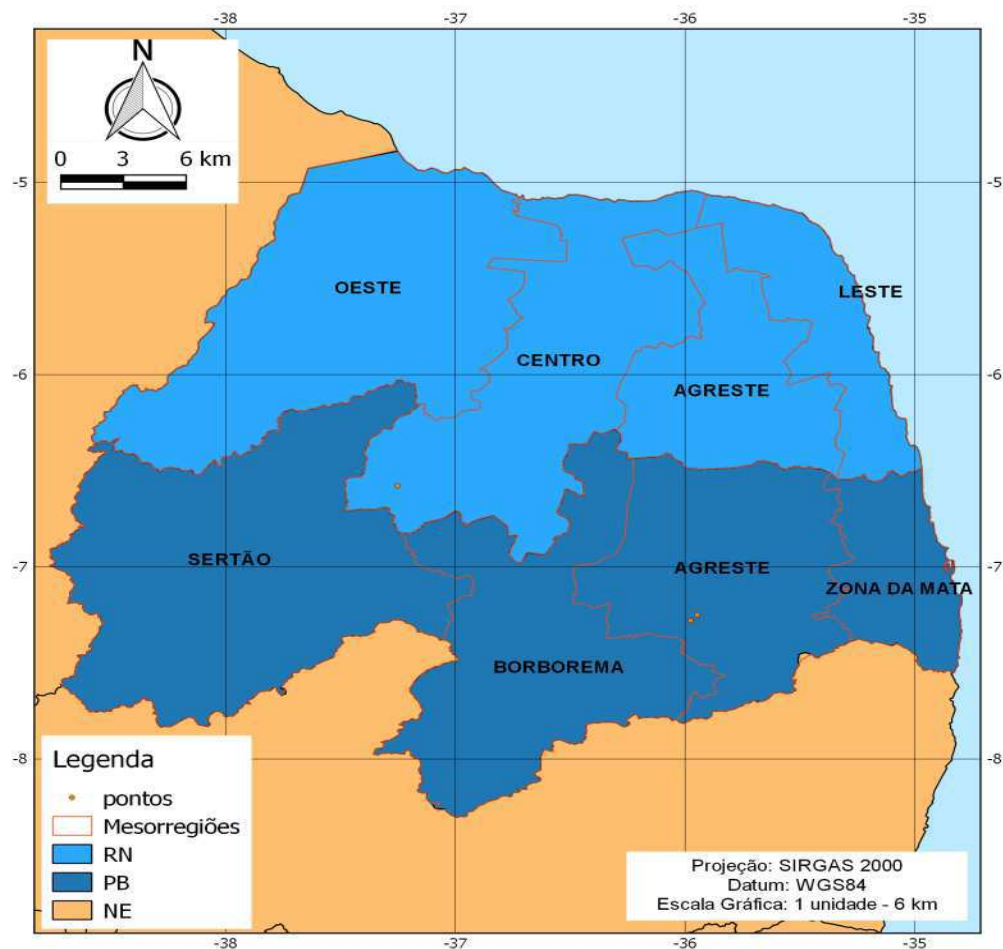 -38 -37 -36 -35
N
0 3 6 km
-5 -5
OESTE
LESTE
CENTRO
-6 -6
AGRESTE
SERTÃO
-7 AGRESTE -7
ZONA DA MATA
BORBOREMA
-8
Legenda
pontos
Mesorregiões
RN
PB
NE
Projeção: SIRGAS 2000
Datum: WGS84
Escala Gráfica: 1 unidade - 6 km
-38 -37 -36 -35